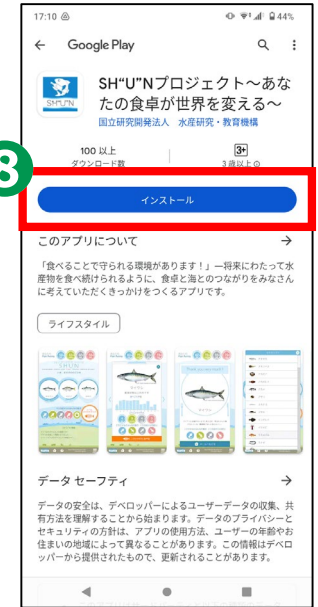 17:10
44%
Google Play
SH"U"N
SH“U”Nプロジェクト～あな
たの食卓が世界を変える～
国立研究開発法人 水産研究・教育機構
100 以上
ダウンロード数
3+
3 歳以上
8
インストール
このアプリについて
「食べることで守られる環境があります！」―将来にわたって水
産物を食べ続けられるように、食卓と海とのつながりをみなさん
に考えていただくきっかけをつくるアプリです。
ライフスタイル
データ セーフティ
データの安全は、デベロッパーによるユーザーデータの収集、共
有方法を理解することから始まります。データのプライバシーと
セキュリティの方針は、アプリの使用方法、ユーザーの年齢やお
住まいの地域によって異なることがあります。この情報はデベロ
ッパーから提供されたもので、更新されることがあります。